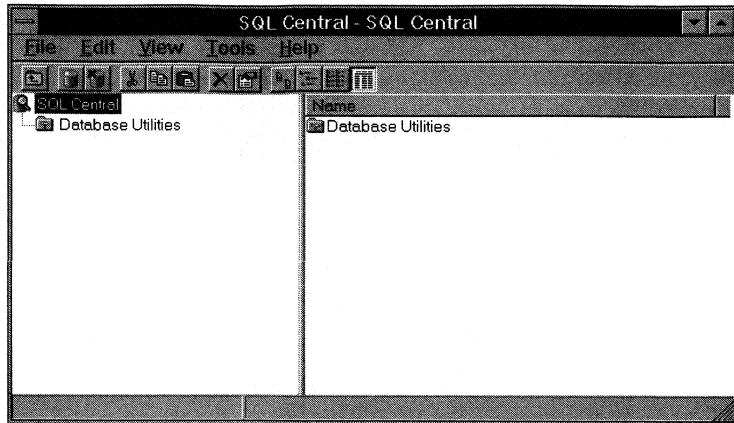 SQL Central - SQL Central
File Edit View Tools Help
SQL Central
Database Utilities
Name
Database Utilities